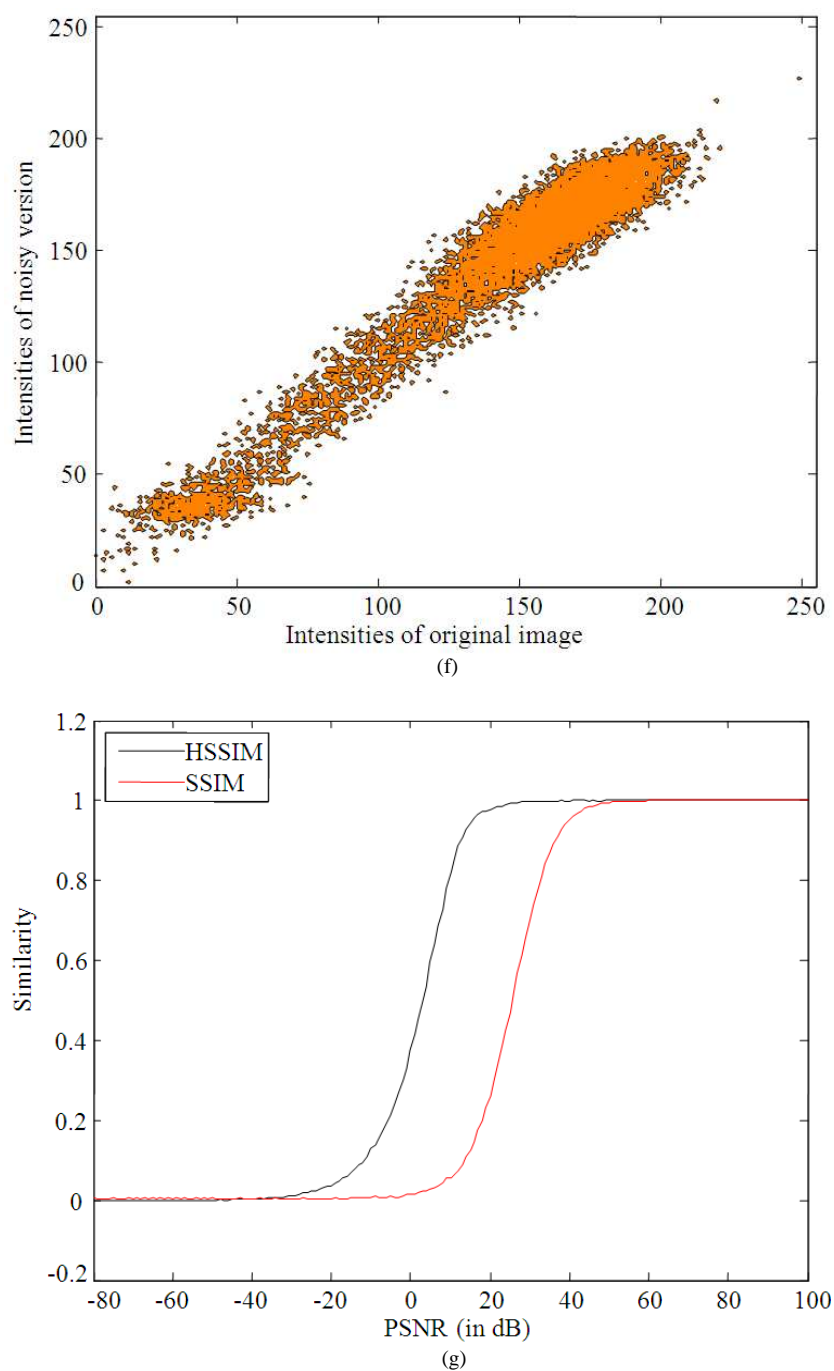 250
200
150
100
50
0
Intensities of noisy version
0 50 100 150 200 250
Intensities of original image
(f)
1.2
1
0.8
0.6
0.4
0.2
0
-0.2
Similarity
HSSIM
SSIM
-80 -60 -40 -20 0 20 40 60 80 100
PSNR (in dB)
(g)